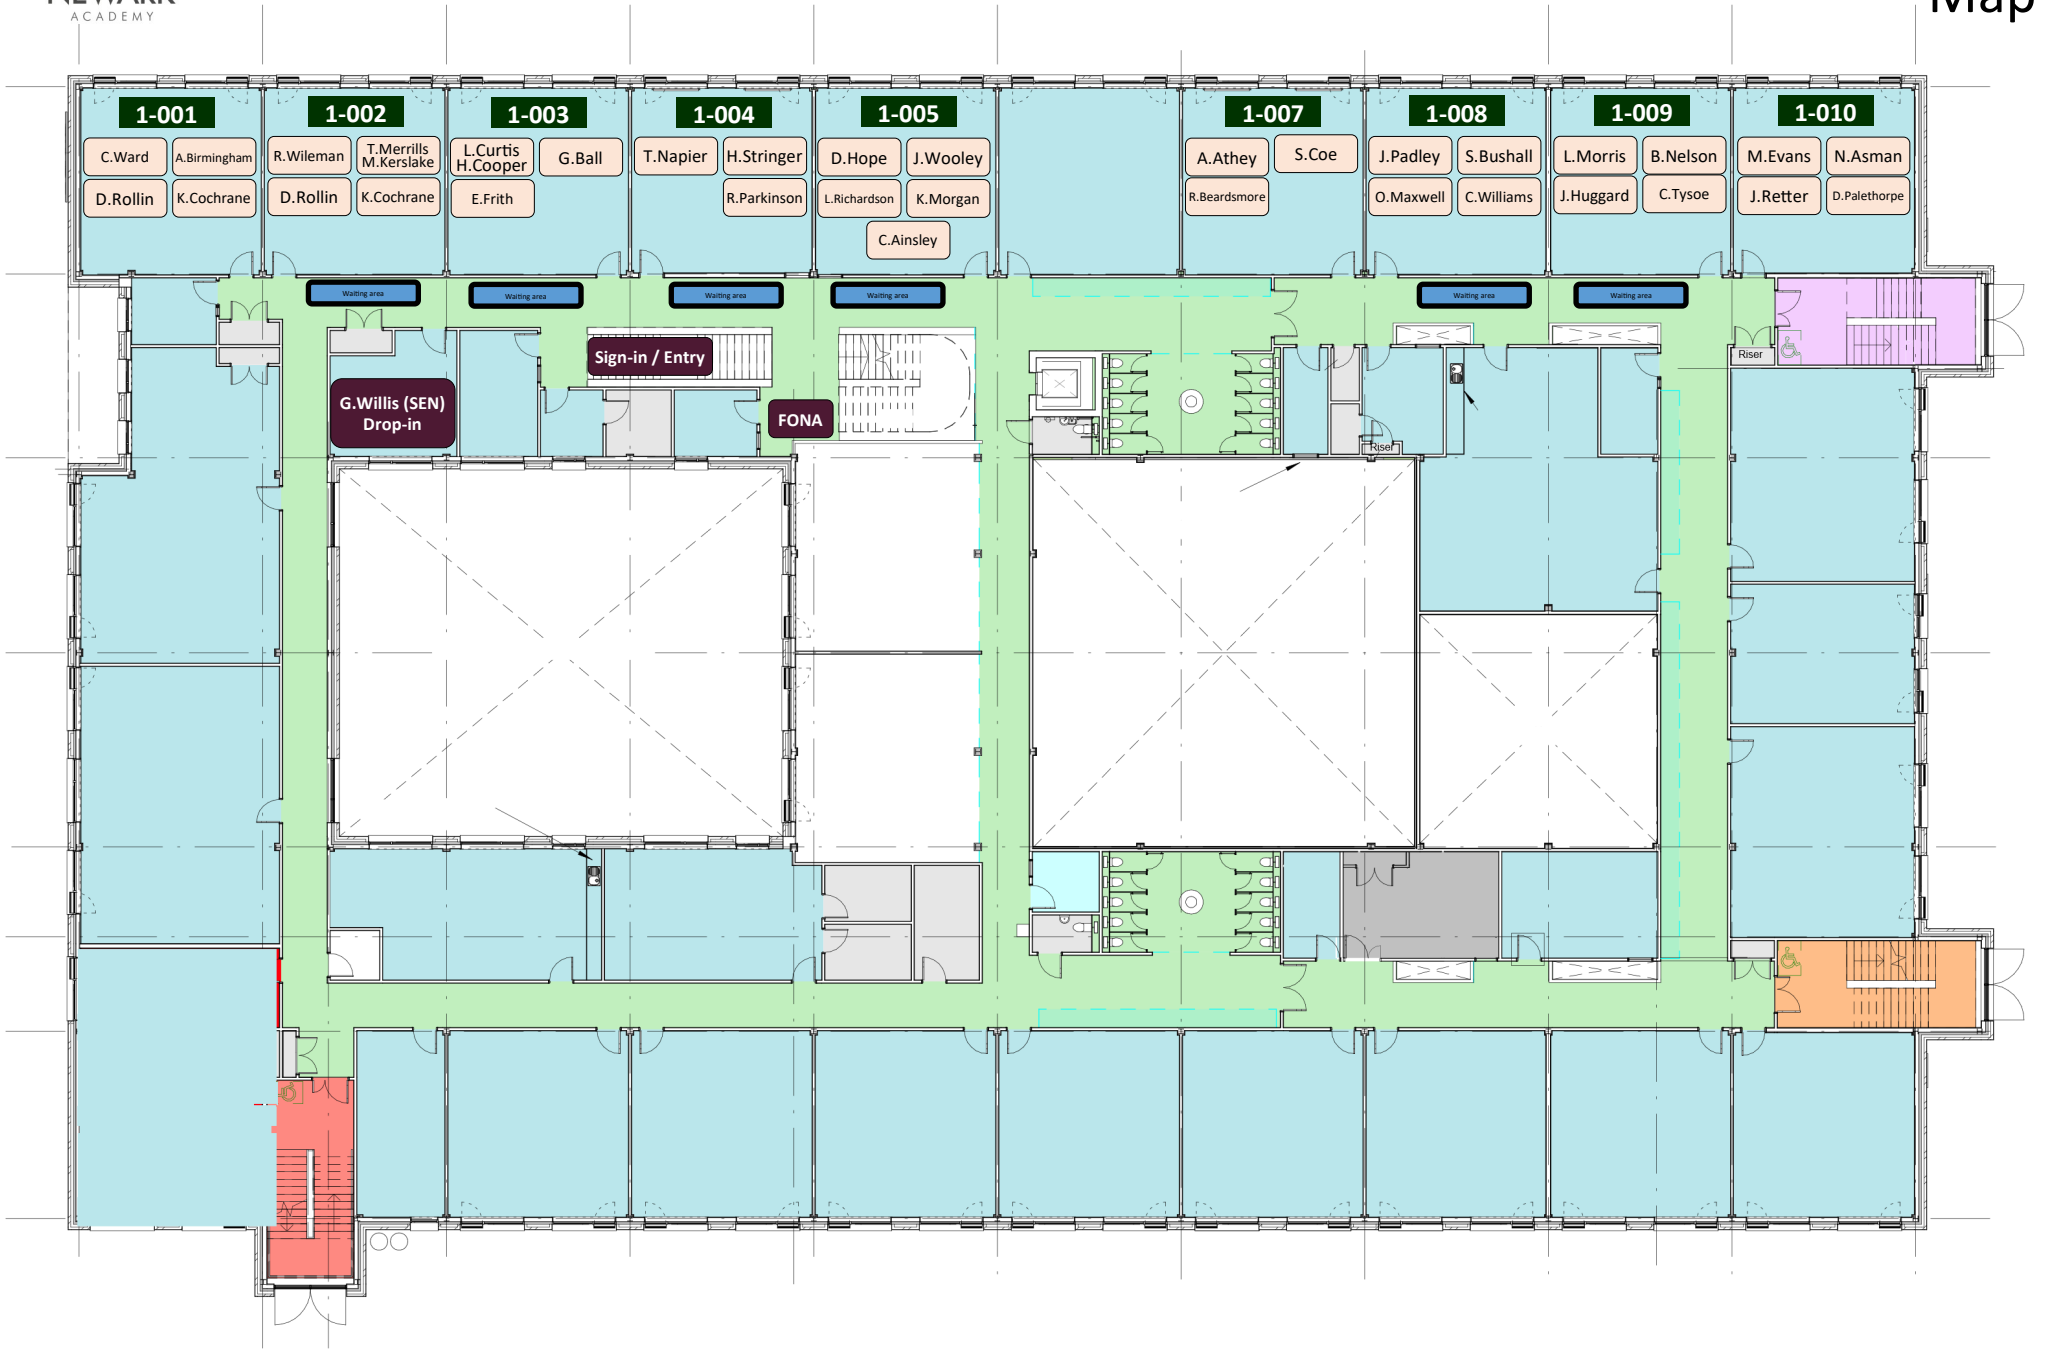 NEWARK
ACADEMY
Map
1-001
C.Ward
A.Birmingham
D.Rollin
K.Cochrane
1-002
R.Wileman
T.Merrills
M.Kerslake
D.Rollin
K.Cochrane
1-003
L.Curtis
H.Cooper
G.Ball
E.Frith
1-004
T.Napier
H.Stringer
R.Parkinson
1-005
D.Hope
J.Wooley
L.Richardson
K.Morgan
C.Ainsley
1-007
A.Athey
S.Coe
R.Beardsmore
1-008
J.Padley
S.Bushall
O.Maxwell
C.Williams
1-009
L.Morris
B.Nelson
J.Huggard
C.Tysoe
1-010
M.Evans
N.Asman
J.Retter
D.Palethorpe
Waiting area
Waiting area
Waiting area
Waiting area
Waiting area
Waiting area
Sign-in / Entry
Riser
G.Willis (SEN)
Drop-in
FONA
Riser